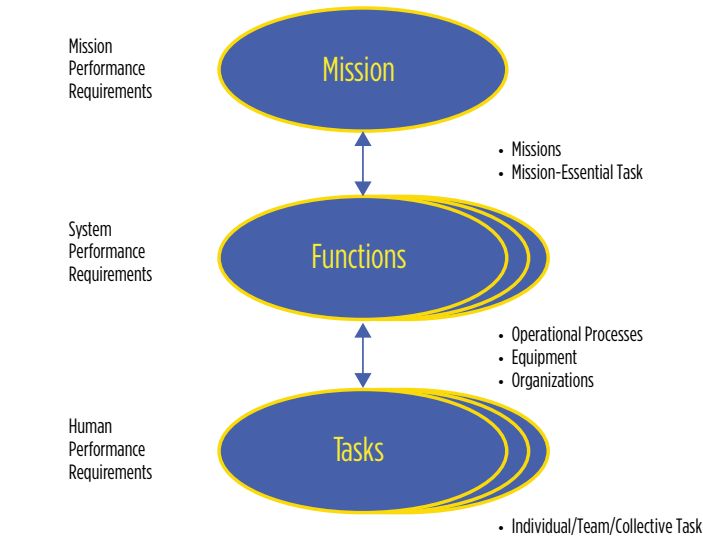 Mission
Performance
Requirements
Mission
• Missions
• Mission-Essential Task
System
Performance
Requirements
Functions
• Operational Processes
• Equipment
• Organizations
Human
Performance
Requirements
Tasks
• Individual/Team/Collective Task